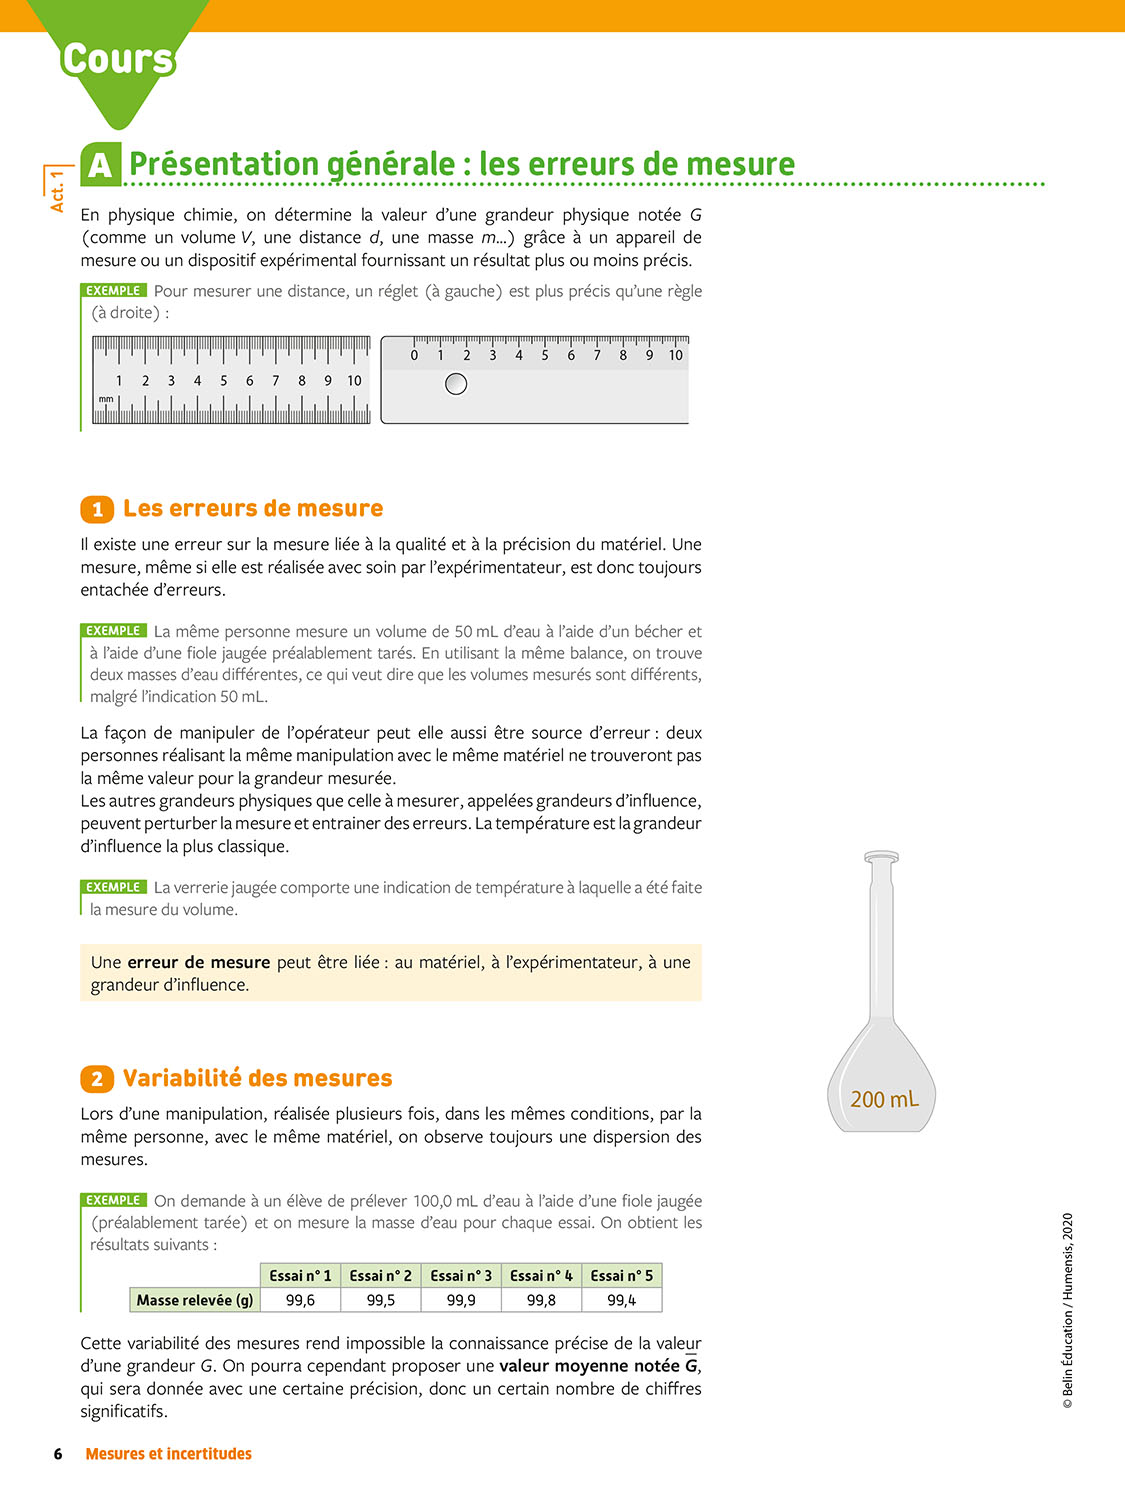 Cours
Act. 1
A Présentation générale : les erreurs de mesure
En physique chimie, on détermine la valeur d’une grandeur physique notée G
(comme un volume V, une distance d, une masse m...) grâce à un appareil de
mesure ou un dispositif expérimental fournissant un résultat plus ou moins précis.
EXEMPLE Pour mesurer une distance, un réglet (à gauche) est plus précis qu’une règle
(à droite) :
1 2 3 4 5 6 7 8 9 10
mm
0 1 2 3 4 5 6 7 8 9 10
1 Les erreurs de mesure
Il existe une erreur sur la mesure liée à la qualité et à la précision du matériel. Une
mesure, même si elle est réalisée avec soin par l’expérimentateur, est donc toujours
entachée d’erreurs.
EXEMPLE La même personne mesure un volume de 50 mL d’eau à l’aide d’un bécher et
à l’aide d’une fiole jaugée préalablement tarés. En utilisant la même balance, on trouve
deux masses d’eau différentes, ce qui veut dire que les volumes mesurés sont différents,
malgré l’indication 50 mL.
La façon de manipuler de l’opérateur peut elle aussi être source d’erreur : deux
personnes réalisant la même manipulation avec le même matériel ne trouveront pas
la même valeur pour la grandeur mesurée.
Les autres grandeurs physiques que celle à mesurer, appelées grandeurs d’influence,
peuvent perturber la mesure et entrainer des erreurs. La température est la grandeur
d’influence la plus classique.
EXEMPLE La verrerie jaugée comporte une indication de température à laquelle a été faite
la mesure du volume.
Une erreur de mesure peut être liée : au matériel, à l’expérimentateur, à une
grandeur d’influence.
200 mL
2 Variabilité des mesures
Lors d’une manipulation, réalisée plusieurs fois, dans les mêmes conditions, par la
même personne, avec le même matériel, on observe toujours une dispersion des
mesures.
EXEMPLE On demande à un élève de prélever 100,0 mL d’eau à l’aide d’une fiole jaugée
(préalablement tarée) et on mesure la masse d’eau pour chaque essai. On obtient les
résultats suivants :
Essai n° 1 Essai n° 2 Essai n° 3 Essai n° 4 Essai n° 5
Masse relevée (g) 99,6 99,5 99,9 99,8 99,4
Cette variabilité des mesures rend impossible la connaissance précise de la valeur
d’une grandeur G. On pourra cependant proposer une valeur moyenne notée G̅,
qui sera donnée avec une certaine précision, donc un certain nombre de chiffres
significatifs.
6 Mesures et incertitudes
© Belin Éducation / Humensis, 2020